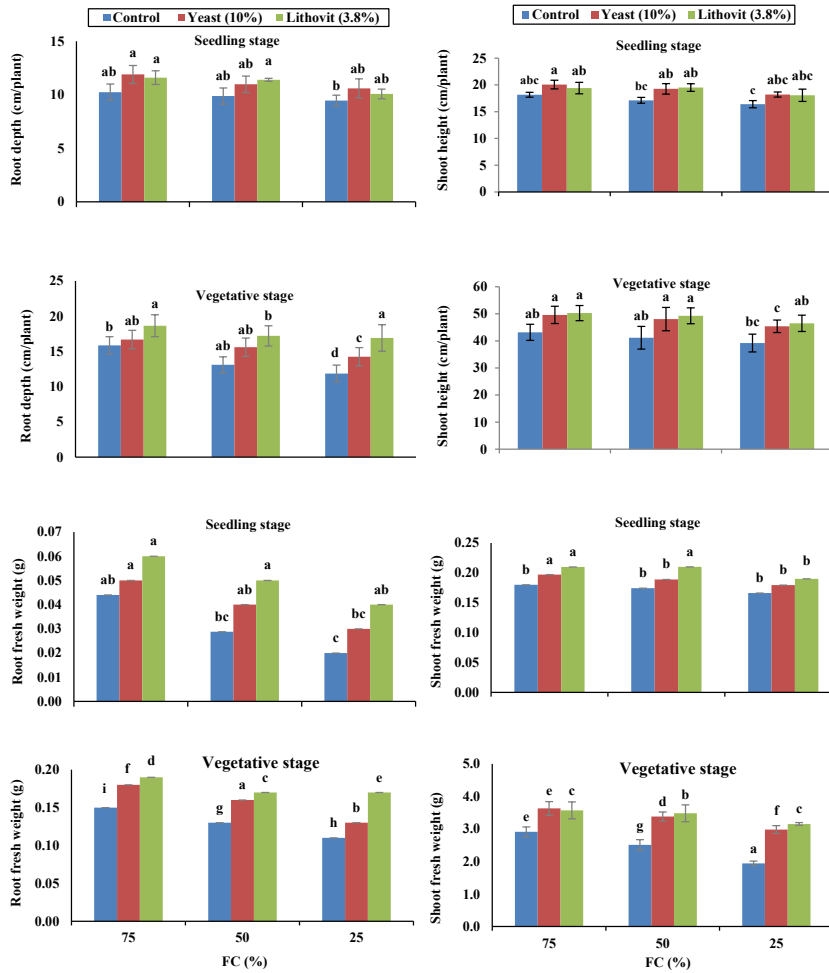 Control Yeast (10%) Lithovit (3.8%)
Seedling stage
Root depth (cm/plant)
15
10
5
0
ab a a
ab ab a
b ab ab
Control Yeast (10%) Lithovit (3.8%)
Seedling stage
Shoot height (cm/plant)
25
20
15
10
5
0
abc a ab
bc ab ab
c abc abc
Vegetative stage
Root depth (cm/plant)
25
20
15
10
5
0
b ab a
ab ab b
d c a
Vegetative stage
Shoot height (cm/plant)
60
50
40
30
20
10
0
ab a a
ab a a
bc c ab
Seedling stage
Root fresh weight (g)
0.07
0.06
0.05
0.04
0.03
0.02
0.01
0.00
ab a a
bc ab a
c bc ab
Seedling stage
Shoot fresh weight (g)
0.25
0.20
0.15
0.10
0.05
0.00
b a a
b b a
b b b
Vegetative stage
Root fresh weight (g)
0.20
0.15
0.10
0.05
0.00
i f d
g a c
h b e
75 50 25
FC (%)
Vegetative stage
Shoot fresh weight (g)
5.0
4.0
3.0
2.0
1.0
0.0
e e c
g d b
a f c
75 50 25
FC (%)